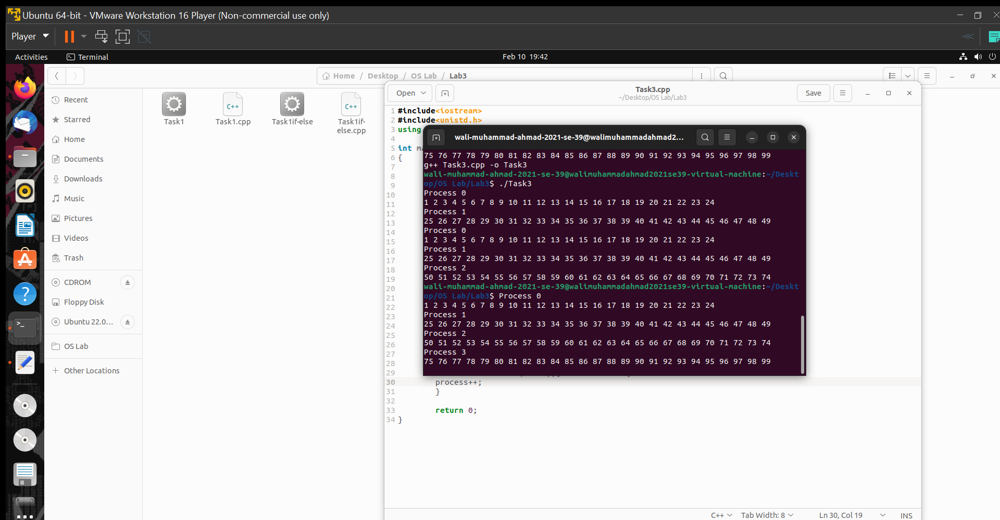 Ubuntu 64-bit - VMware Workstation 16 Player (Non-commercial use only)
Player
Activities
Terminal
Feb 10 19:42
Home / Desktop / OS Lab / Lab3
Recent
Starred
Home
Documents
Downloads
Music
Pictures
Videos
Trash
CDROM
Floppy Disk
Ubuntu 22.0...
OS Lab
+ Other Locations
Task1
C++
Task1.cpp
Task1if-else
C++
Task1if-
else.cpp
Open
Task3.cpp
~/Desktop/OS Lab/Lab3
Save
1 #include<iostream>
2 #include<unistd.h>
3 using
4
5 int
6 {
7
8
9
10
11
12
13
14
15
16
17
18
19
20
21
22
23
24
25
26
27
28
29
30 process++;
31 }
32
33 return 0;
34 }
wali-muhammad-ahmad-2021-se-39@walimuhammadahmad2...
75 76 77 78 79 80 81 82 83 84 85 86 87 88 89 90 91 92 93 94 95 96 97 98 99
g++ Task3.cpp -o Task3
wali-muhammad-ahmad-2021-se-39@walimuhammadahmad2021se39-virtual-machine:~/Deskt
op/OS Lab/Lab3$ ./Task3
Process 0
1 2 3 4 5 6 7 8 9 10 11 12 13 14 15 16 17 18 19 20 21 22 23 24
Process 1
25 26 27 28 29 30 31 32 33 34 35 36 37 38 39 40 41 42 43 44 45 46 47 48 49
Process 0
1 2 3 4 5 6 7 8 9 10 11 12 13 14 15 16 17 18 19 20 21 22 23 24
Process 1
25 26 27 28 29 30 31 32 33 34 35 36 37 38 39 40 41 42 43 44 45 46 47 48 49
Process 2
50 51 52 53 54 55 56 57 58 59 60 61 62 63 64 65 66 67 68 69 70 71 72 73 74
wali-muhammad-ahmad-2021-se-39@walimuhammadahmad2021se39-virtual-machine:~/Deskt
op/OS Lab/Lab3$ Process 0
1 2 3 4 5 6 7 8 9 10 11 12 13 14 15 16 17 18 19 20 21 22 23 24
Process 1
25 26 27 28 29 30 31 32 33 34 35 36 37 38 39 40 41 42 43 44 45 46 47 48 49
Process 2
50 51 52 53 54 55 56 57 58 59 60 61 62 63 64 65 66 67 68 69 70 71 72 73 74
Process 3
75 76 77 78 79 80 81 82 83 84 85 86 87 88 89 90 91 92 93 94 95 96 97 98 99
C++
Tab Width: 8
Ln 30, Col 19
INS